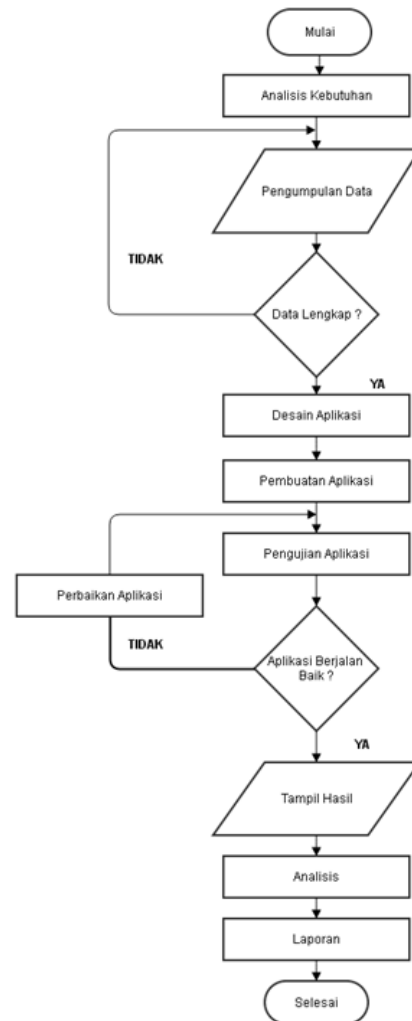 Mulai
Analisis Kebutuhan
Pengumpulan Data
TIDAK
Data Lengkap ?
YA
Desain Aplikasi
Pembuatan Aplikasi
Pengujian Aplikasi
Perbaikan Aplikasi
TIDAK
Aplikasi Berjalan
Baik ?
YA
Tampil Hasil
Analisis
Laporan
Selesai